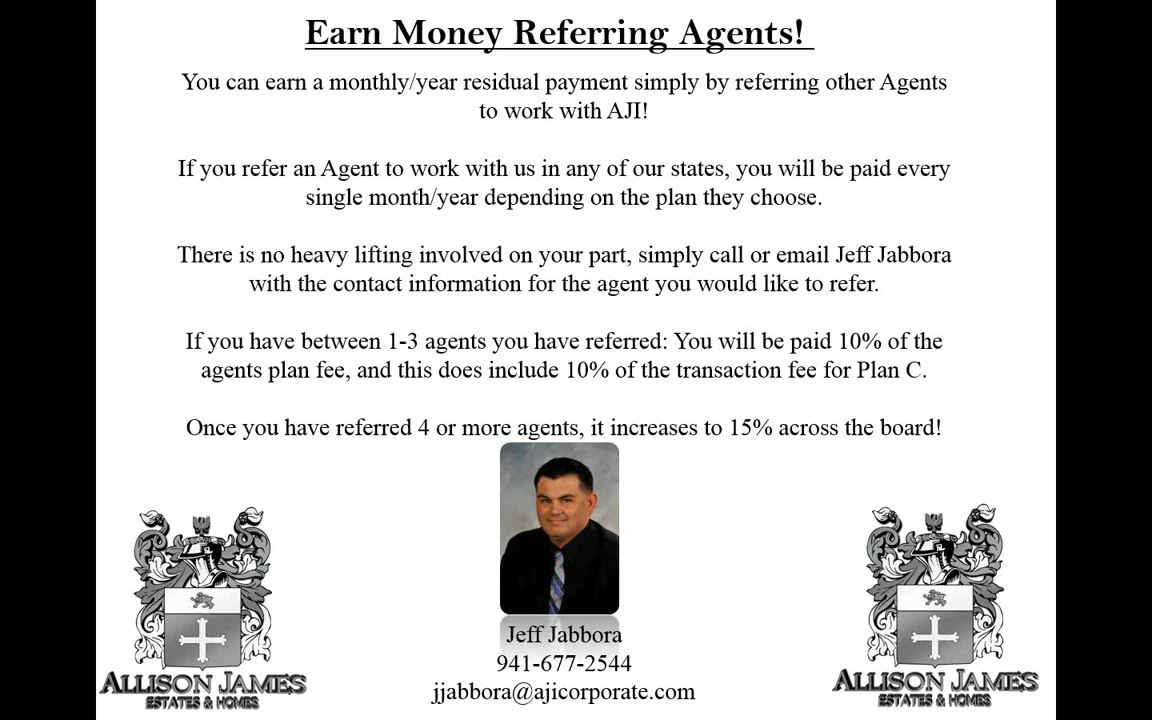 Earn Money Referring Agents!
You can earn a monthly/year residual payment simply by referring other Agents
to work with AJI!
If you refer an Agent to work with us in any of our states, you will be paid every
single month/year depending on the plan they choose.
There is no heavy lifting involved on your part, simply call or email Jeff Jabbora
with the contact information for the agent you would like to refer.
If you have between 1-3 agents you have referred: You will be paid 10% of the
agents plan fee, and this does include 10% of the transaction fee for Plan C.
Once you have referred 4 or more agents, it increases to 15% across the board!
Jeff Jabbora
941-677-2544
jjabbora@ajicorporate.com
ALLISON JAMES
ESTATES & HOMES
ALLISON JAMES
ESTATES & HOMES